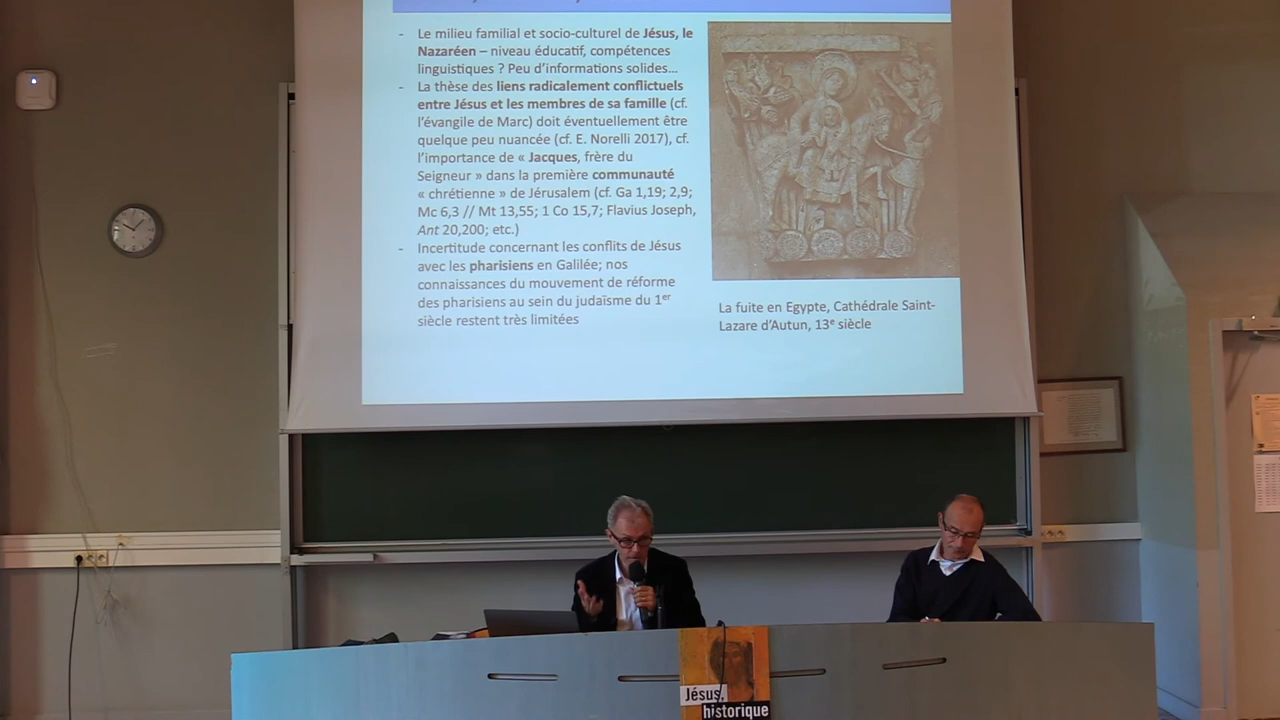 - Le milieu familial et socio-culturel de Jésus, le
Nazaréen – niveau éducatif, compétences
linguistiques ? Peu d'informations solides…
- La thèse des liens radicalement conflictuels
entre Jésus et les membres de sa famille (cf.
l'évangile de Marc) doit éventuellement être
quelque peu nuancée (cf. E. Norelli 2017), cf.
l'importance de « Jacques, frère du
Seigneur » dans la première communauté
« chrétienne » de Jérusalem (cf. Ga 1,19; 2,9;
Mc 6,3 // Mt 13,55; 1 Co 15,7; Flavius Joseph,
Ant 20,200; etc.)
- Incertitude concernant les conflits de Jésus
avec les pharisiens en Galilée; nos
connaissances du mouvement de réforme
des pharisiens au sein du judaïsme du 1er
siècle restent très limitées
La fuite en Egypte, Cathédrale Saint-
Lazare d'Autun, 13e siècle
Jésus,
historique